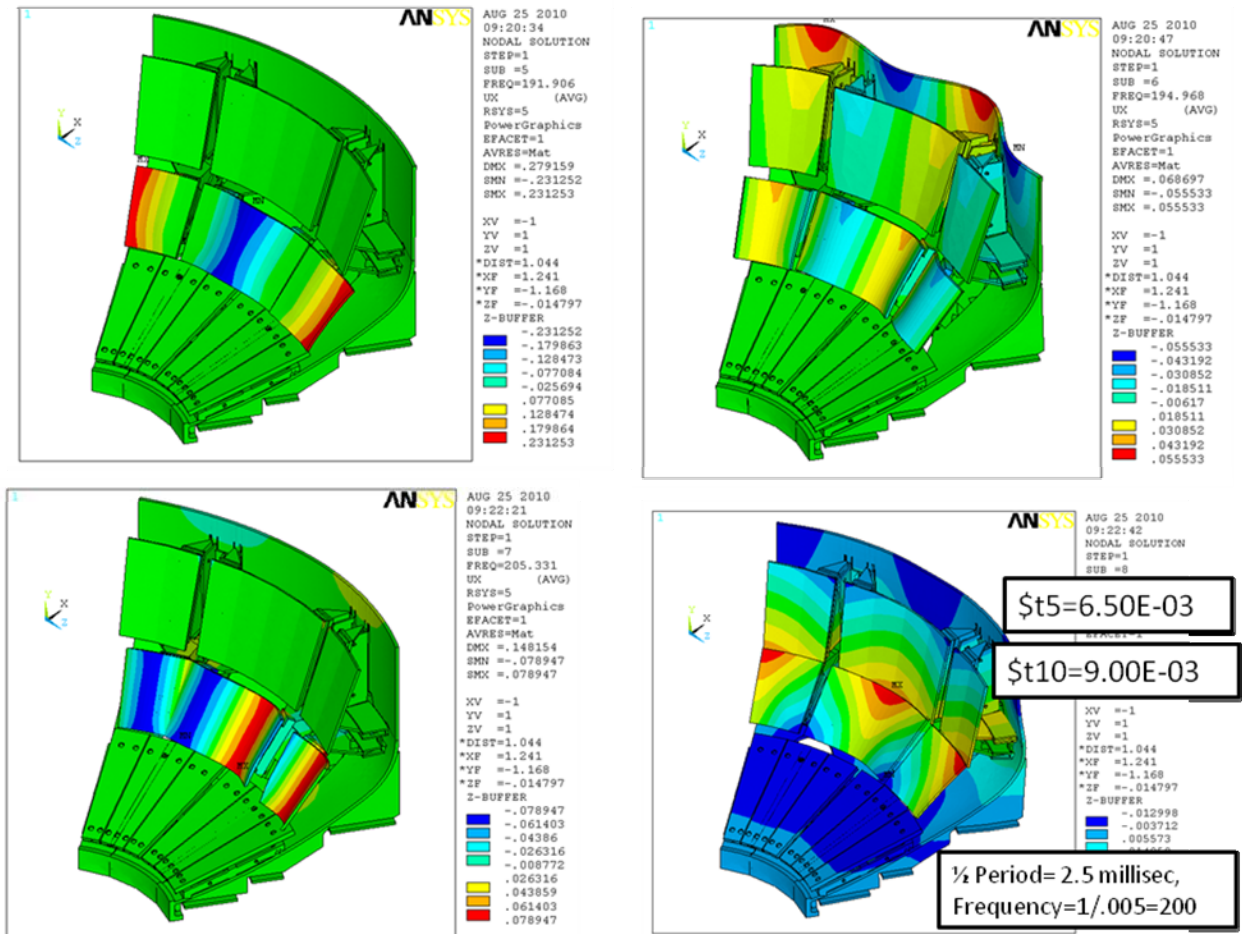 1
ANSYS
AUG 25 2010
09:20:34
NODAL SOLUTION
STEP=1
SUB =5
FREQ=191.906
UX (AVG)
RSYS=5
PowerGraphics
EFACET=1
AVRES=Mat
DMX =.279159
SMN =-.231252
SMX =.231253
XV =-1
YV =1
ZV =1
*DIST=1.044
*XF =1.241
*YF =-1.168
*ZF =-.014797
Z-BUFFER
-.231252
-.179863
-.128473
-.077084
-.025694
.077085
.128474
.179864
.231253
Y
X
Z
MX
MN
1
ANSYS
AUG 25 2010
09:20:47
NODAL SOLUTION
STEP=1
SUB =6
FREQ=194.968
UX (AVG)
RSYS=5
PowerGraphics
EFACET=1
AVRES=Mat
DMX =.068697
SMN =-.055533
SMX =.055533
XV =-1
YV =1
ZV =1
*DIST=1.044
*XF =1.241
*YF =-1.168
*ZF =-.014797
Z-BUFFER
-.055533
-.043192
-.030852
-.018511
-.00617
.018511
.030852
.043192
.055533
Y
X
Z
MX
MN
1
ANSYS
AUG 25 2010
09:22:21
NODAL SOLUTION
STEP=1
SUB =7
FREQ=205.331
UX (AVG)
RSYS=5
PowerGraphics
EFACET=1
AVRES=Mat
DMX =.148154
SMN =-.078947
SMX =.078947
XV =-1
YV =1
ZV =1
*DIST=1.044
*XF =1.241
*YF =-1.168
*ZF =-.014797
Z-BUFFER
-.078947
-.061403
-.04386
-.026316
-.008772
.026316
.043859
.061403
.078947
Y
X
Z
MN
MX
1
ANSYS
AUG 25 2010
09:22:42
NODAL SOLUTION
STEP=1
SUB =8
$t5=6.50E-03
$t10=9.00E-03
XV =-1
YV =1
ZV =1
*DIST=1.044
*XF =1.241
*YF =-1.168
*ZF =-.014797
Z-BUFFER
-.012998
-.003712
.005573
Y
X
Z
MX
½ Period= 2.5 millisec,
Frequency=1/.005=200